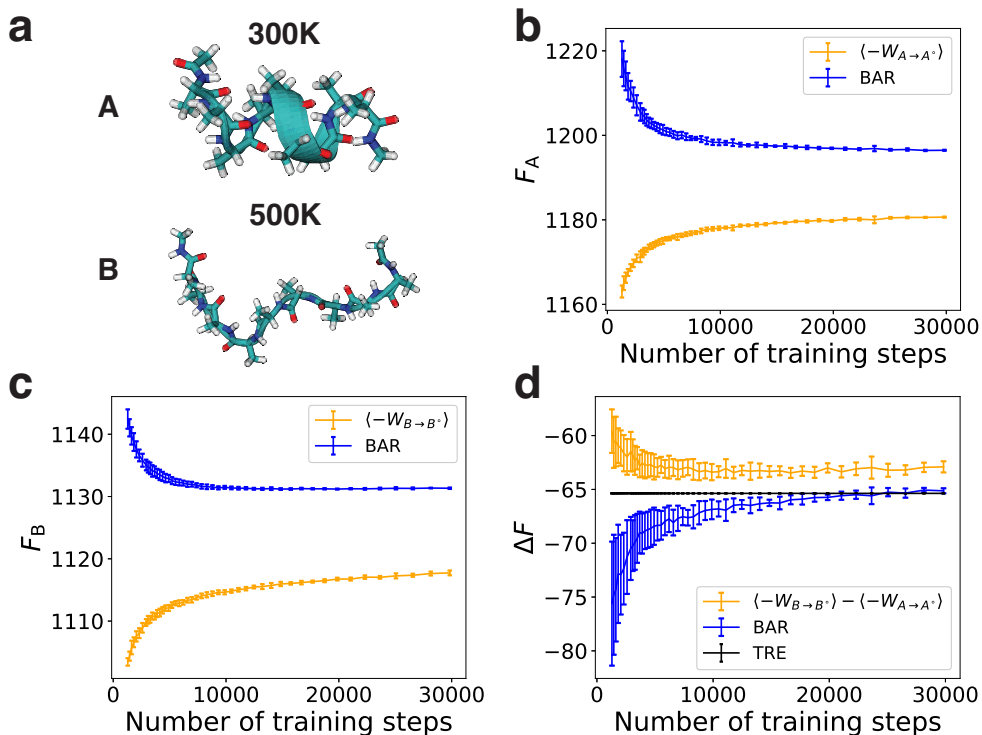 a
300K
A
500K
B
b
1220
1200
1180
1160
F_A
⟨−W_{A→A°}⟩
BAR
10000
20000
30000
Number of training steps
c
1140
1130
1120
1110
F_B
⟨−W_{B→B°}⟩
BAR
0
10000
20000
30000
Number of training steps
d
−60
−65
−70
−75
−80
ΔF
⟨−W_{B→B°}⟩ − ⟨−W_{A→A°}⟩
BAR
TRE
0
10000
20000
30000
Number of training steps